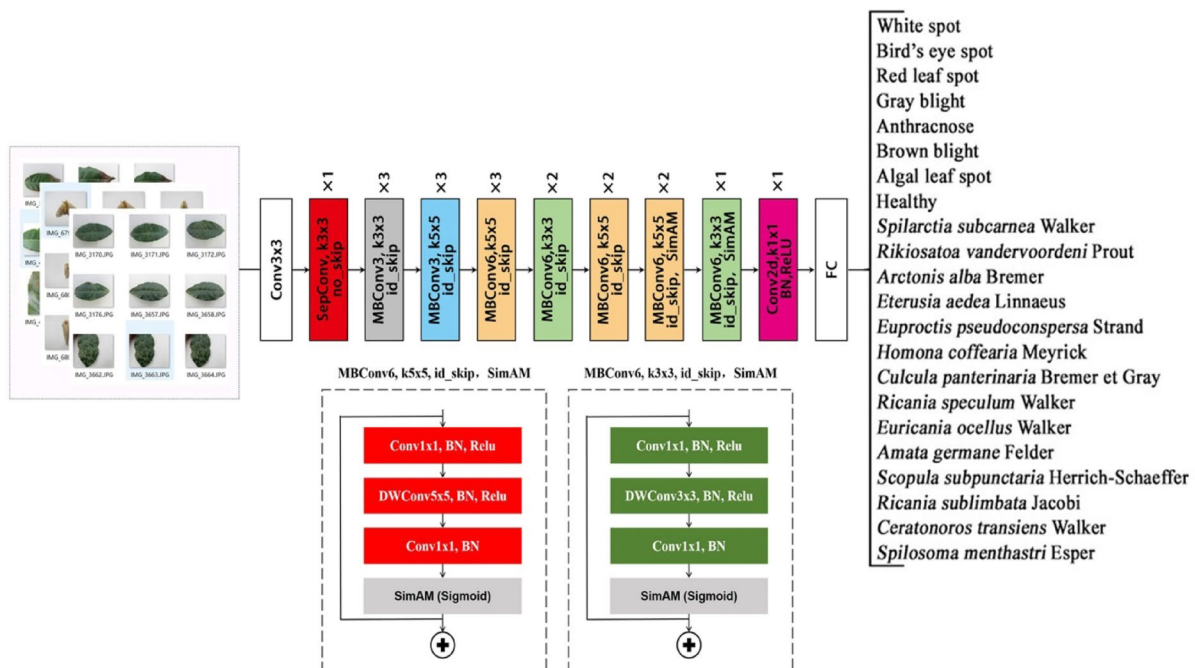 IMG_
IMG_679
IMG_3170.JPG IMG_3171.JPG IMG_3172.JPG
IMG_
IMG_680
IMG_3176.JPG IMG_3657.JPG IMG_3658.JPG
IMG_4
IMG_3662.JPG IMG_3663.JPG IMG_3664.JPG
Conv3x3
×1
SepConv, k3x3
no_skip
×3
MBConv3, k3x3
id_skip
×3
MBConv3, k5x5
id_skip
×3
MBConv6, k5x5
id_skip
×2
MBConv6, k3x3
id_skip
×2
MBConv6, k5x5
id_skip
×2
MBConv6, k5x5
id_skip, SimAM
×1
MBConv6, k3x3
id_skip, SimAM
×1
Conv2d,k1x1
BN,ReLU
FC
MBConv6, k5x5, id_skip, SimAM
Conv1x1, BN, Relu
DWConv5x5, BN, Relu
Conv1x1, BN
SimAM (Sigmoid)
+
MBConv6, k3x3, id_skip, SimAM
Conv1x1, BN, Relu
DWConv3x3, BN, Relu
Conv1x1, BN
SimAM (Sigmoid)
+
White spot
Bird's eye spot
Red leaf spot
Gray blight
Anthracnose
Brown blight
Algal leaf spot
Healthy
Spilarctia subcarnea Walker
Rikiosatoa vandervoordeni Prout
Arctonis alba Bremer
Eterusia aedea Linnaeus
Euproctis pseudoconspersa Strand
Homona coffearia Meyrick
Culcula panterinaria Bremer et Gray
Ricania speculum Walker
Euricania ocellus Walker
Amata germane Felder
Scopula subpunctaria Herrich-Schaeffer
Ricania sublimbata Jacobi
Ceratonoros transiens Walker
Spilosoma menthastri Esper